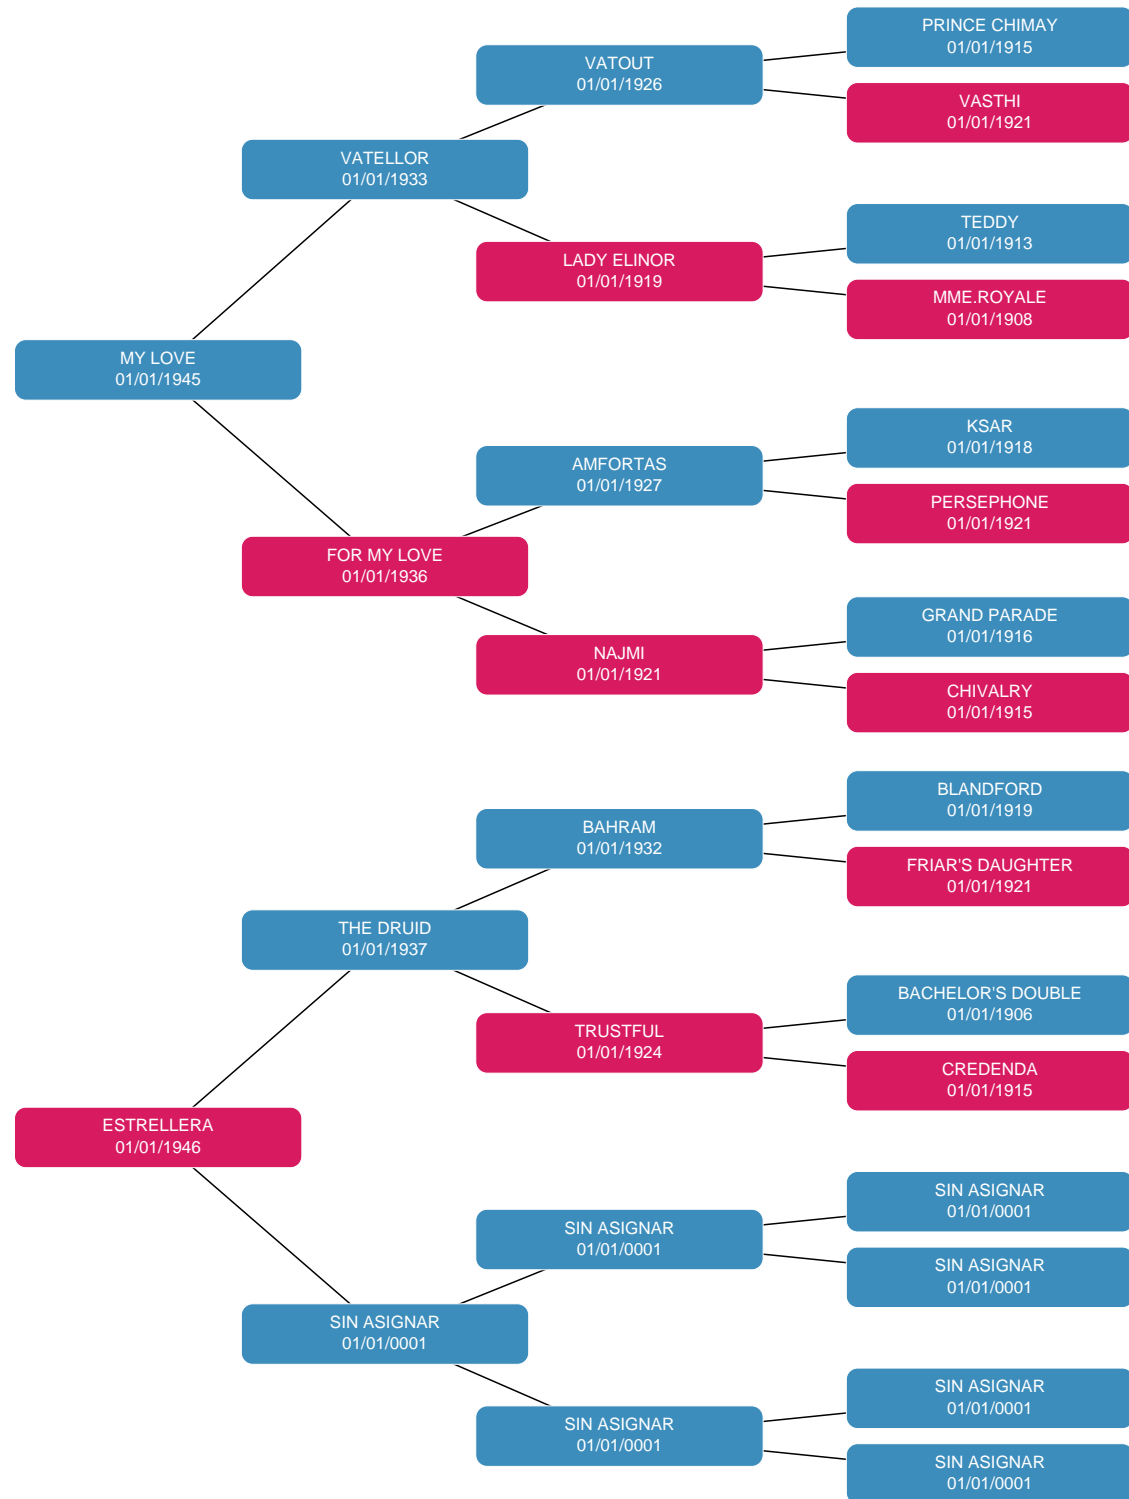 PRINCE CHIMAY
01/01/1915
VATOUT
01/01/1926
VASTHI
01/01/1921
VATELLOR
01/01/1933
TEDDY
01/01/1913
LADY ELINOR
01/01/1919
MME.ROYALE
01/01/1908
MY LOVE
01/01/1945
KSAR
01/01/1918
AMFORTAS
01/01/1927
PERSEPHONE
01/01/1921
FOR MY LOVE
01/01/1936
GRAND PARADE
01/01/1916
NAJMI
01/01/1921
CHIVALRY
01/01/1915
BLANDFORD
01/01/1919
BAHRAM
01/01/1932
FRIAR'S DAUGHTER
01/01/1921
THE DRUID
01/01/1937
BACHELOR'S DOUBLE
01/01/1906
TRUSTFUL
01/01/1924
CREDENDA
01/01/1915
ESTRELLERA
01/01/1946
SIN ASIGNAR
01/01/0001
SIN ASIGNAR
01/01/0001
SIN ASIGNAR
01/01/0001
SIN ASIGNAR
01/01/0001
SIN ASIGNAR
01/01/0001
SIN ASIGNAR
01/01/0001
SIN ASIGNAR
01/01/0001